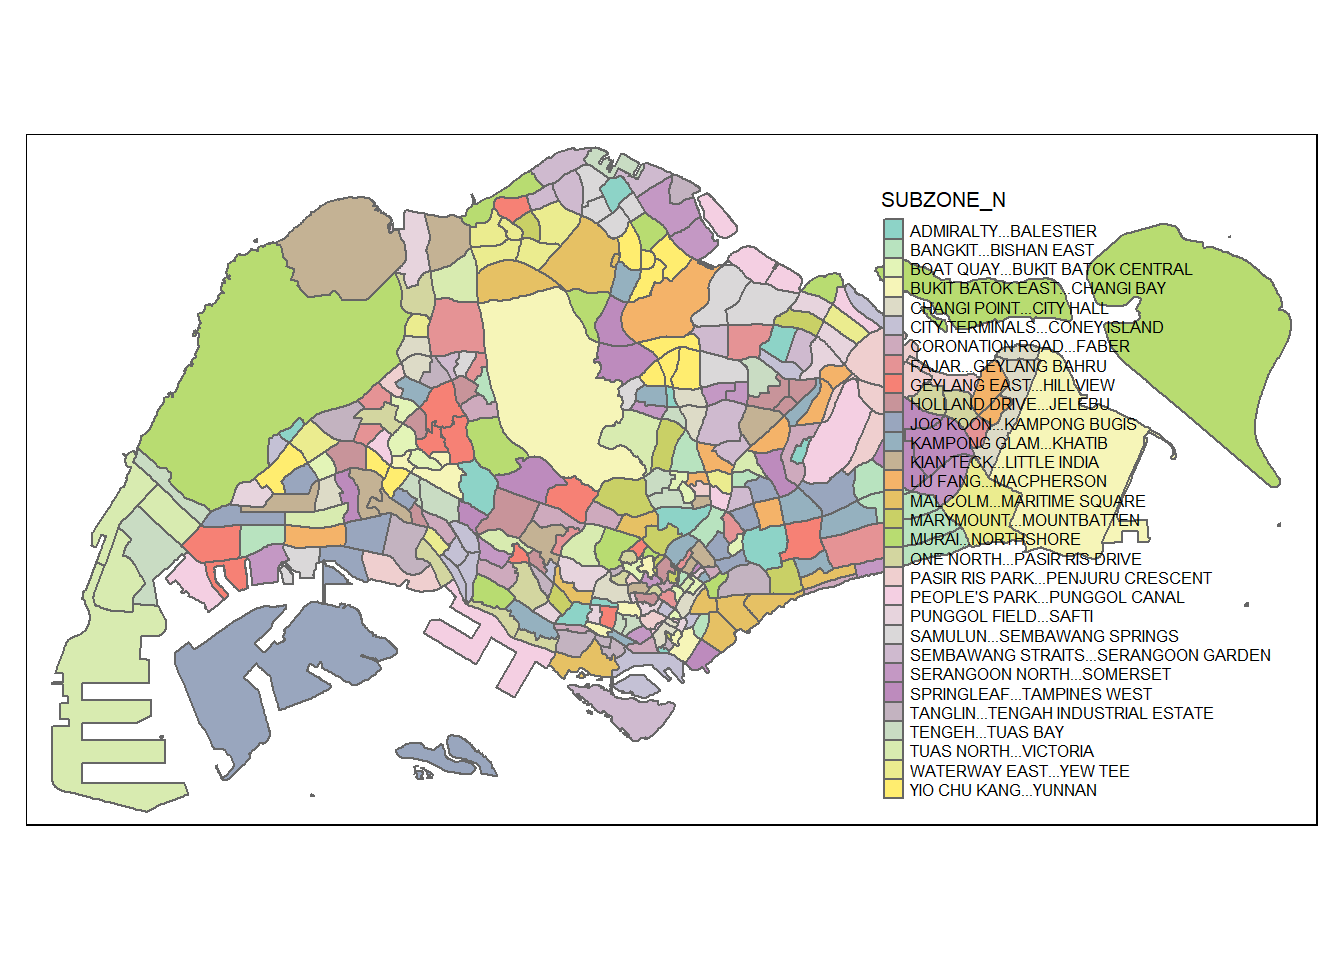 SUBZONE_N
ADMIRALTY...BALESTIER
BANGKIT...BISHAN EAST
BOAT QUAY...BUKIT BATOK CENTRAL
BUKIT BATOK EAST...CHANGI BAY
CHANGI POINT...CITY HALL
CITY TERMINALS...CONEY ISLAND
CORONATION ROAD...FABER
FAJAR...GEYLANG BAHRU
GEYLANG EAST...HILLVIEW
HOLLAND DRIVE...JELEBU
JOO KOON...KAMPONG BUGIS
KAMPONG GLAM...KHATIB
KIAN TECK...LITTLE INDIA
LIU FANG...MACPHERSON
MALCOLM...MARITIME SQUARE
MARYMOUNT...MOUNTBATTEN
MURAI...NORTHSHORE
ONE NORTH...PASIR RIS DRIVE
PASIR RIS PARK...PENJURU CRESCENT
PEOPLE'S PARK...PUNGGOL CANAL
PUNGGOL FIELD...SAFTI
SAMULUN...SEMBAWANG SPRINGS
SEMBAWANG STRAITS...SERANGOON GARDEN
SERANGOON NORTH...SOMERSET
SPRINGLEAF...TAMPINES WEST
TANGLIN...TENGAH INDUSTRIAL ESTATE
TENGEH...TUAS BAY
TUAS NORTH...VICTORIA
WATERWAY EAST...YEW TEE
YIO CHU KANG...YUNNAN